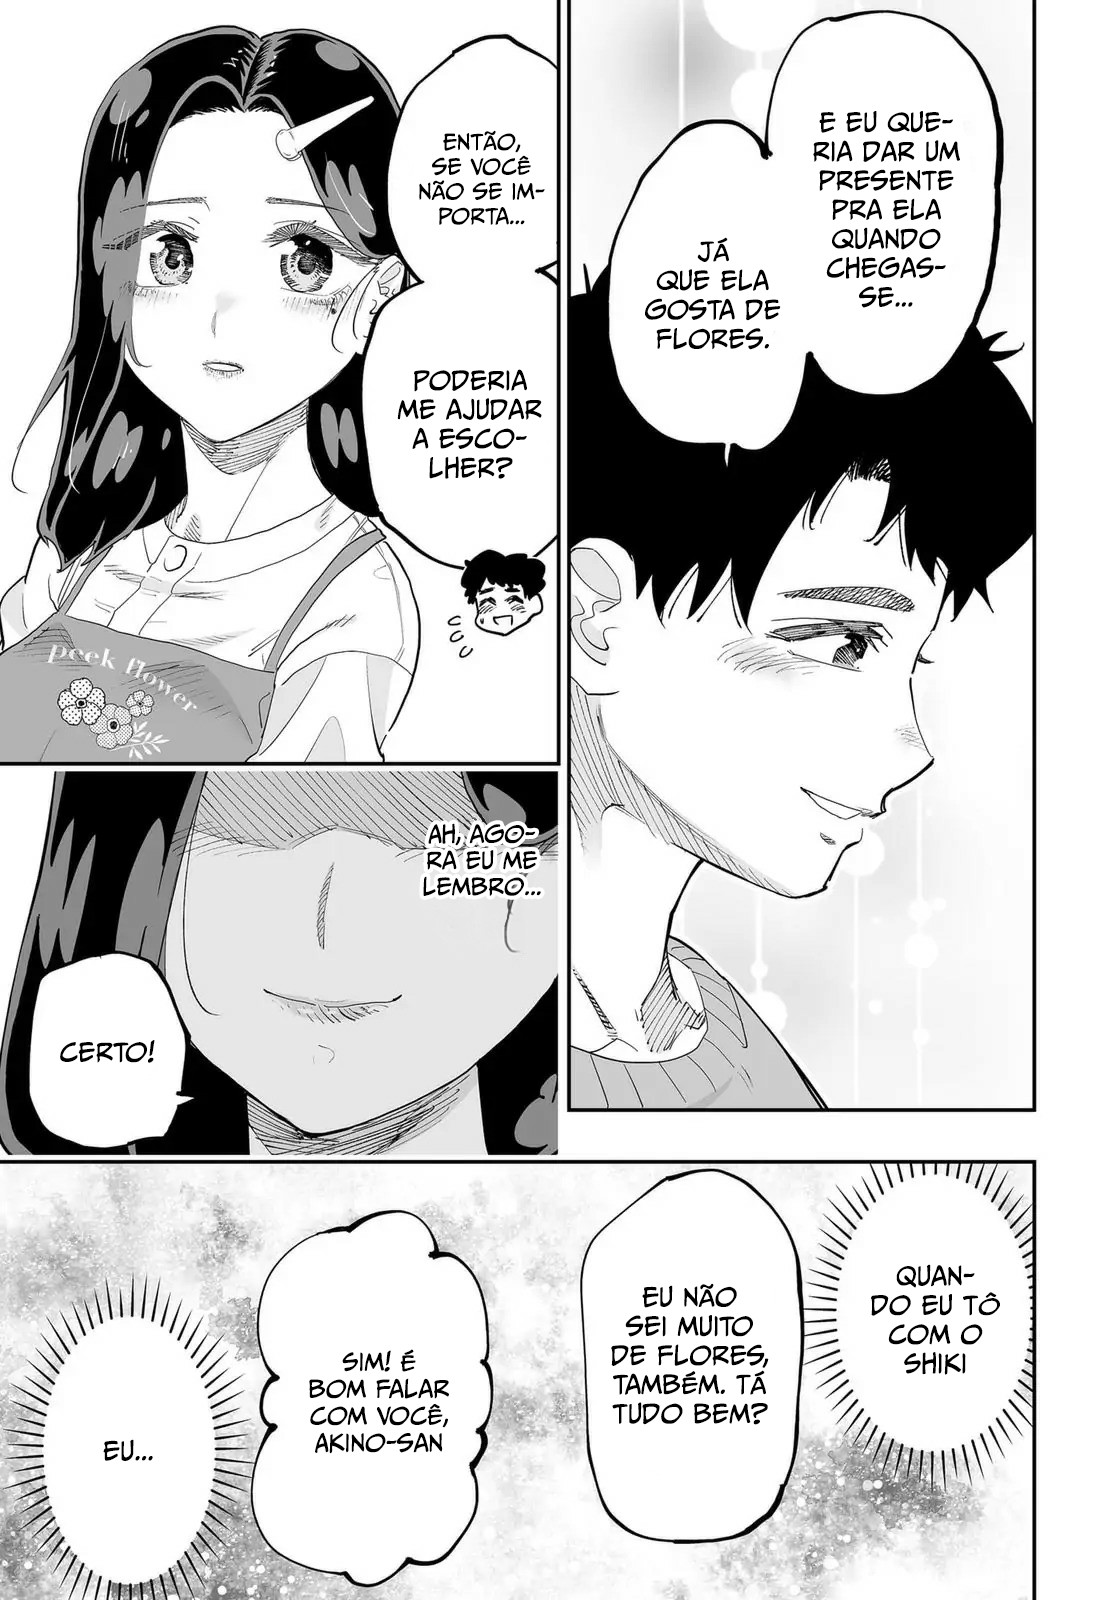 E EU QUE-
RIA DAR UM
PRESENTE
PRA ELA
QUANDO
CHEGAS-
SE...
JÁ
QUE ELA
GOSTA DE
FLORES.
ENTÃO,
SE VOCÊ
NÃO SE IM-
PORTA...
PODERIA
ME AJUDAR
A ESCO-
LHER?
peek flower
AH, AGO-
RA EU ME
LEMBRO...
CERTO!
QUAN-
DO EU TÔ
COM O
SHIKI
EU NÃO
SEI MUITO
DE FLORES,
TAMBÉM. TÁ
TUDO BEM?
SIM! É
BOM FALAR
COM VOCÊ,
AKINO-SAN
EU...